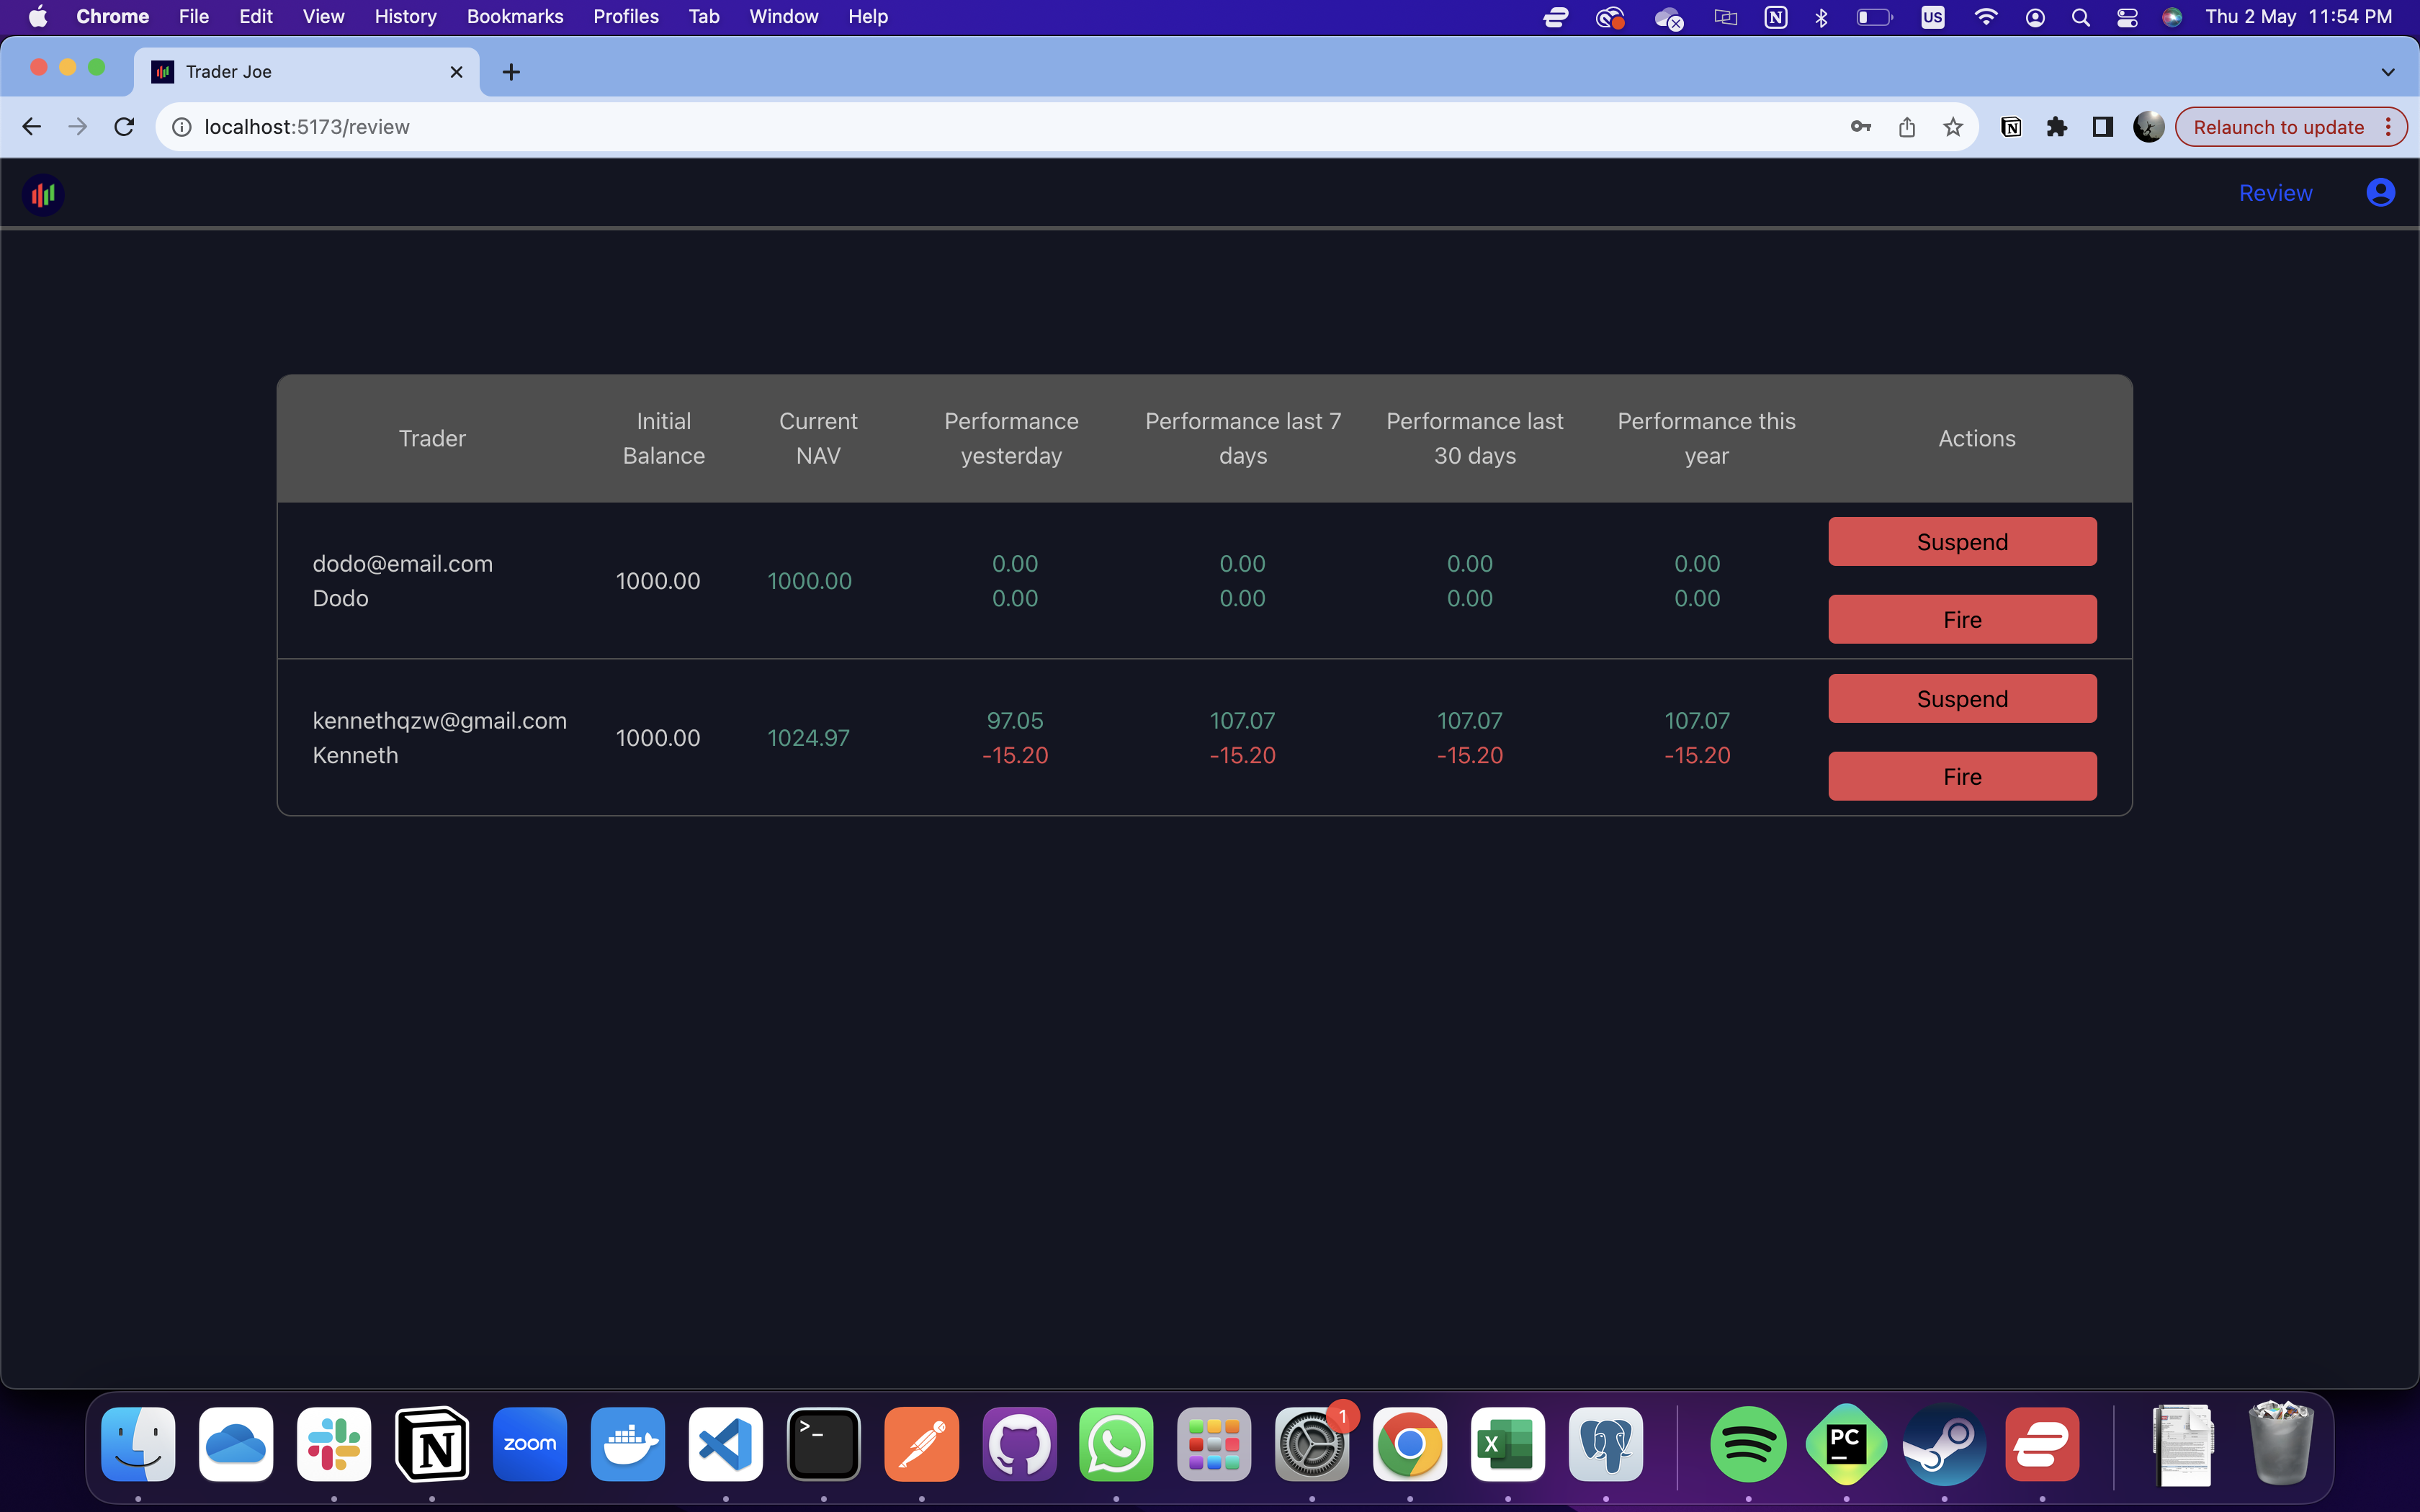 Chrome File Edit View History Bookmarks Profiles Tab Window Help N US Thu 2 May 11:54 PM
Trader Joe
localhost:5173/review N Relaunch to update
Review
Trader Initial Balance Current NAV Performance yesterday Performance last 7 days Performance last 30 days Performance this year Actions
dodo@email.com
Dodo
1000.00 1000.00
0.00 0.00 0.00 0.00
0.00 0.00 0.00 0.00
Suspend
Fire
kennethqzw@gmail.com
Kenneth
1000.00 1024.97
97.05 107.07 107.07 107.07
-15.20 -15.20 -15.20 -15.20
Suspend
Fire
N zoom >_ 1 X PC